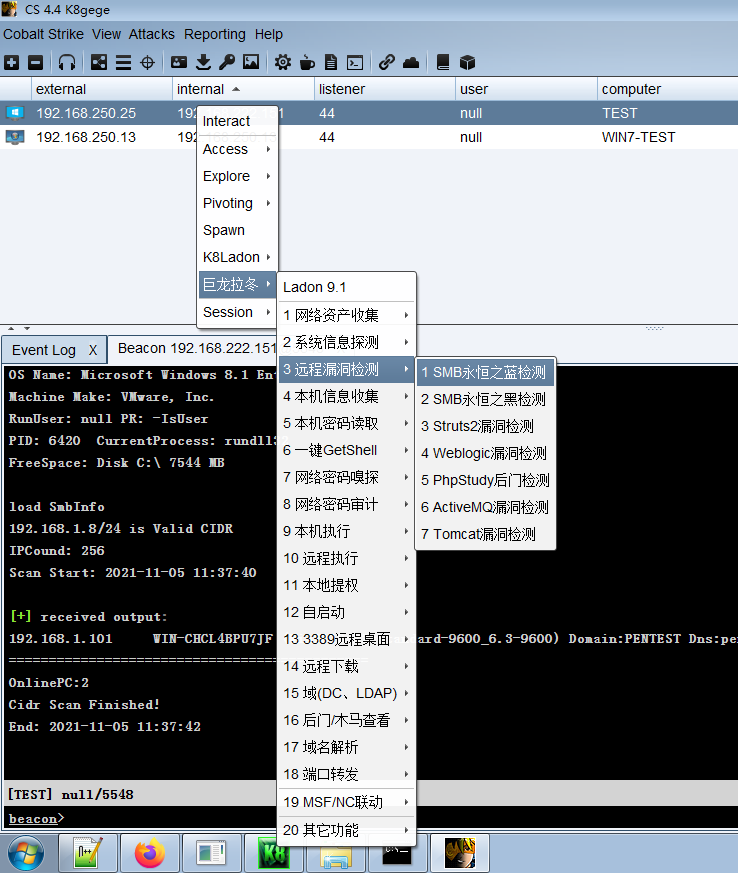 CS 4.4 K8gege
Cobalt Strike View Attacks Reporting Help
external internal listener user computer
192.168.250.25 192 1 44 null TEST
192.168.250.13 192 44 null WIN7-TEST
Interact
Access
Explore
Pivoting
Spawn
K8Ladon
巨龙拉冬
Session
Ladon 9.1
1 网络资产收集
2 系统信息探测
3 远程漏洞检测
4 本机信息收集
5 本机密码读取
6 一键GetShell
7 网络密码嗅探
8 网络密码审计
9 本机执行
10 远程执行
11 本地提权
12 自启动
13 3389远程桌面
14 远程下载
15 域(DC、LDAP)
16 后门/木马查看
17 域名解析
18 端口转发
19 MSF/NC联动
20 其它功能
1 SMB永恒之蓝检测
2 SMB永恒之黑检测
3 Struts2漏洞检测
4 Weblogic漏洞检测
5 PhpStudy后门检测
6 ActiveMQ漏洞检测
7 Tomcat漏洞检测
Event Log X Beacon 192.168.222.151
OS Name: Microsoft Windows 8.1 Ent
Machine Make: VMware, Inc.
RunUser: null PR: -IsUser
PID: 6420 CurrentProcess: rundll3
FreeSpace: Disk C:\ 7544 MB
load SmbInfo
192.168.1.8/24 is Valid CIDR
IPCound: 256
Scan Start: 2021-11-05 11:37:40
[+] received output:
192.168.1.101 WIN-CHCL4BPU7JF ard-9600_6.3-9600) Domain:PENTEST Dns:pe
=================================
OnlinePC:2
Cidr Scan Finished!
End: 2021-11-05 11:37:42
[TEST] null/5548
beacon>
K8